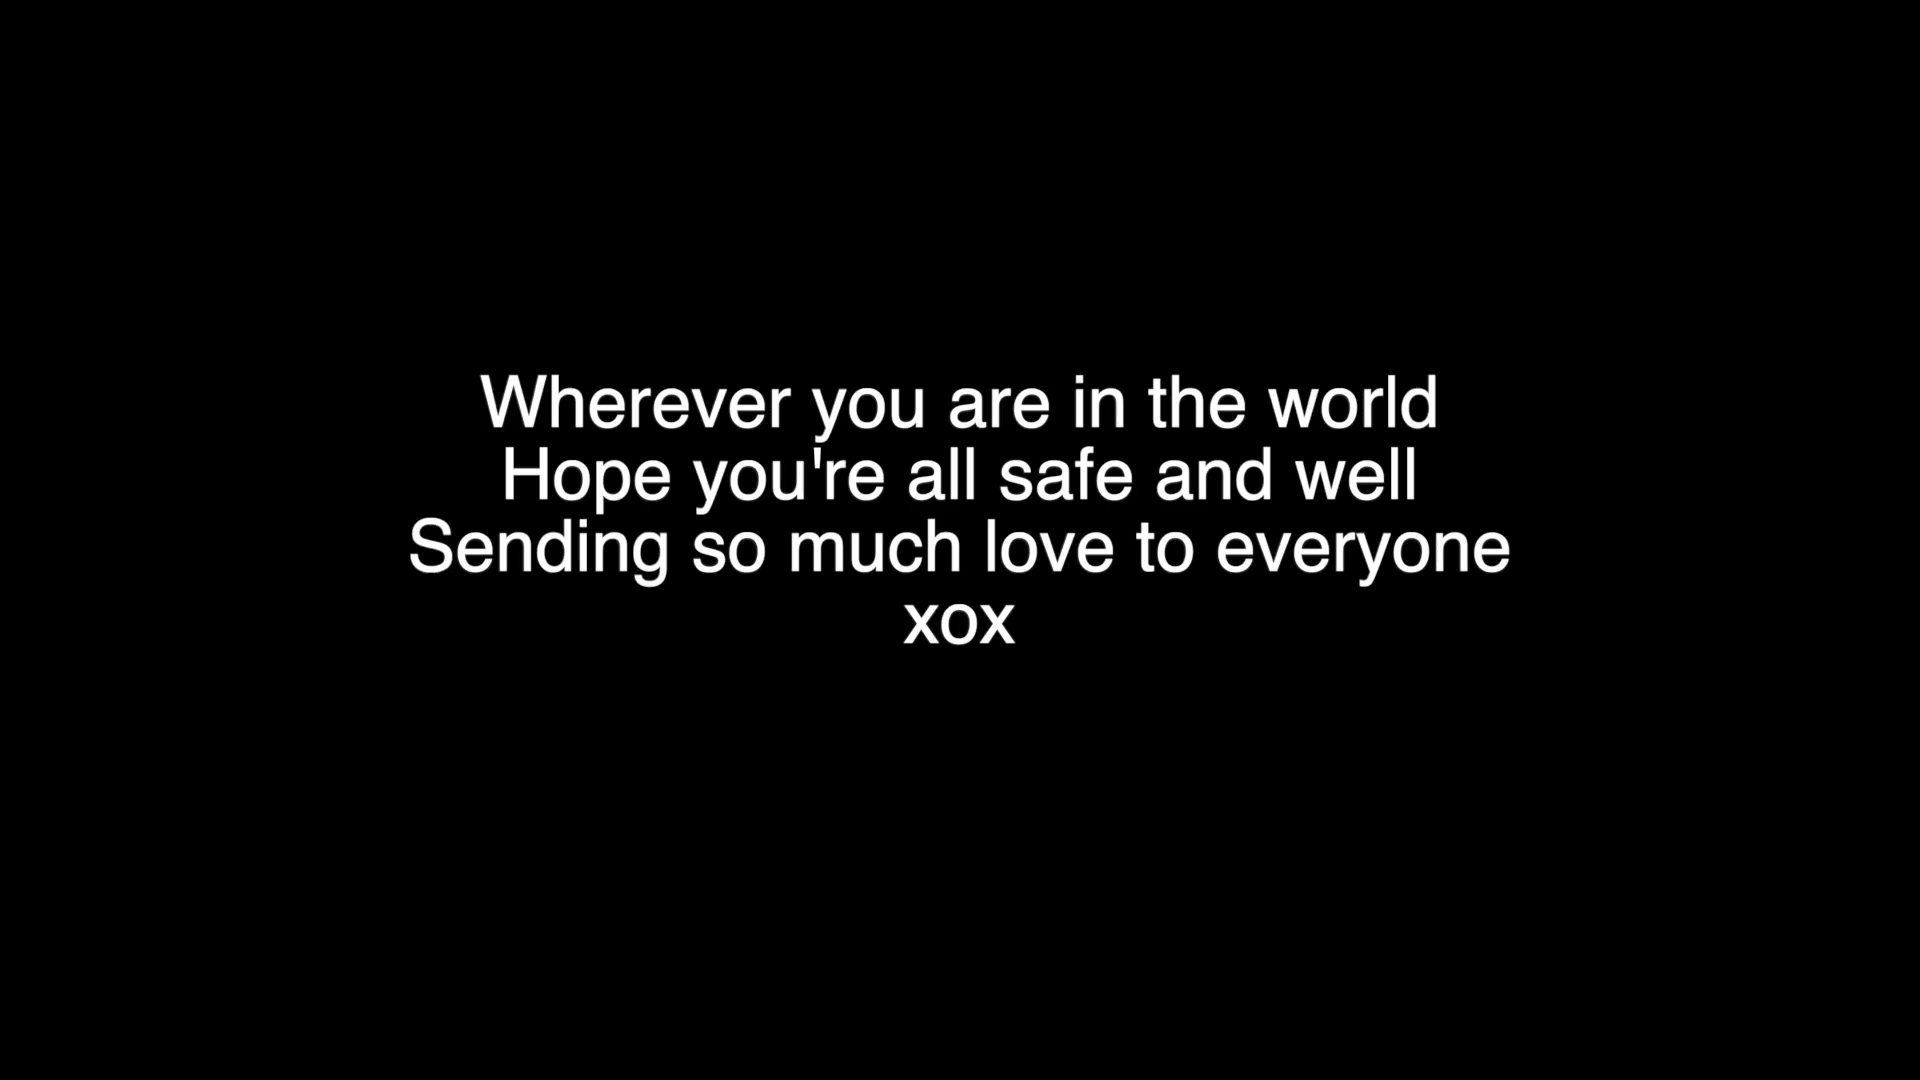 Wherever you are in the world
Hope you're all safe and well
Sending so much love to everyone
xox